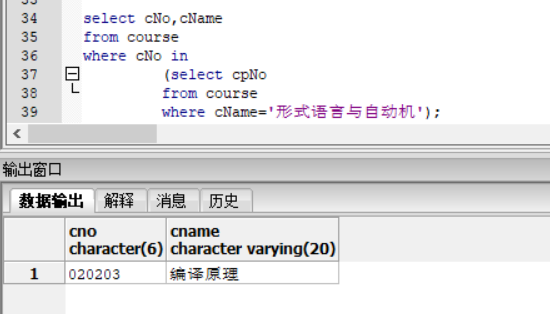 34 select cNo,cName
35 from course
36 where cNo in
37 (select cpNo
38 from course
39 where cName='形式语言与自动机');
输出窗口
数据输出 解释 消息 历史
cno cname
character(6) character varying(20)
1 020203 编译原理